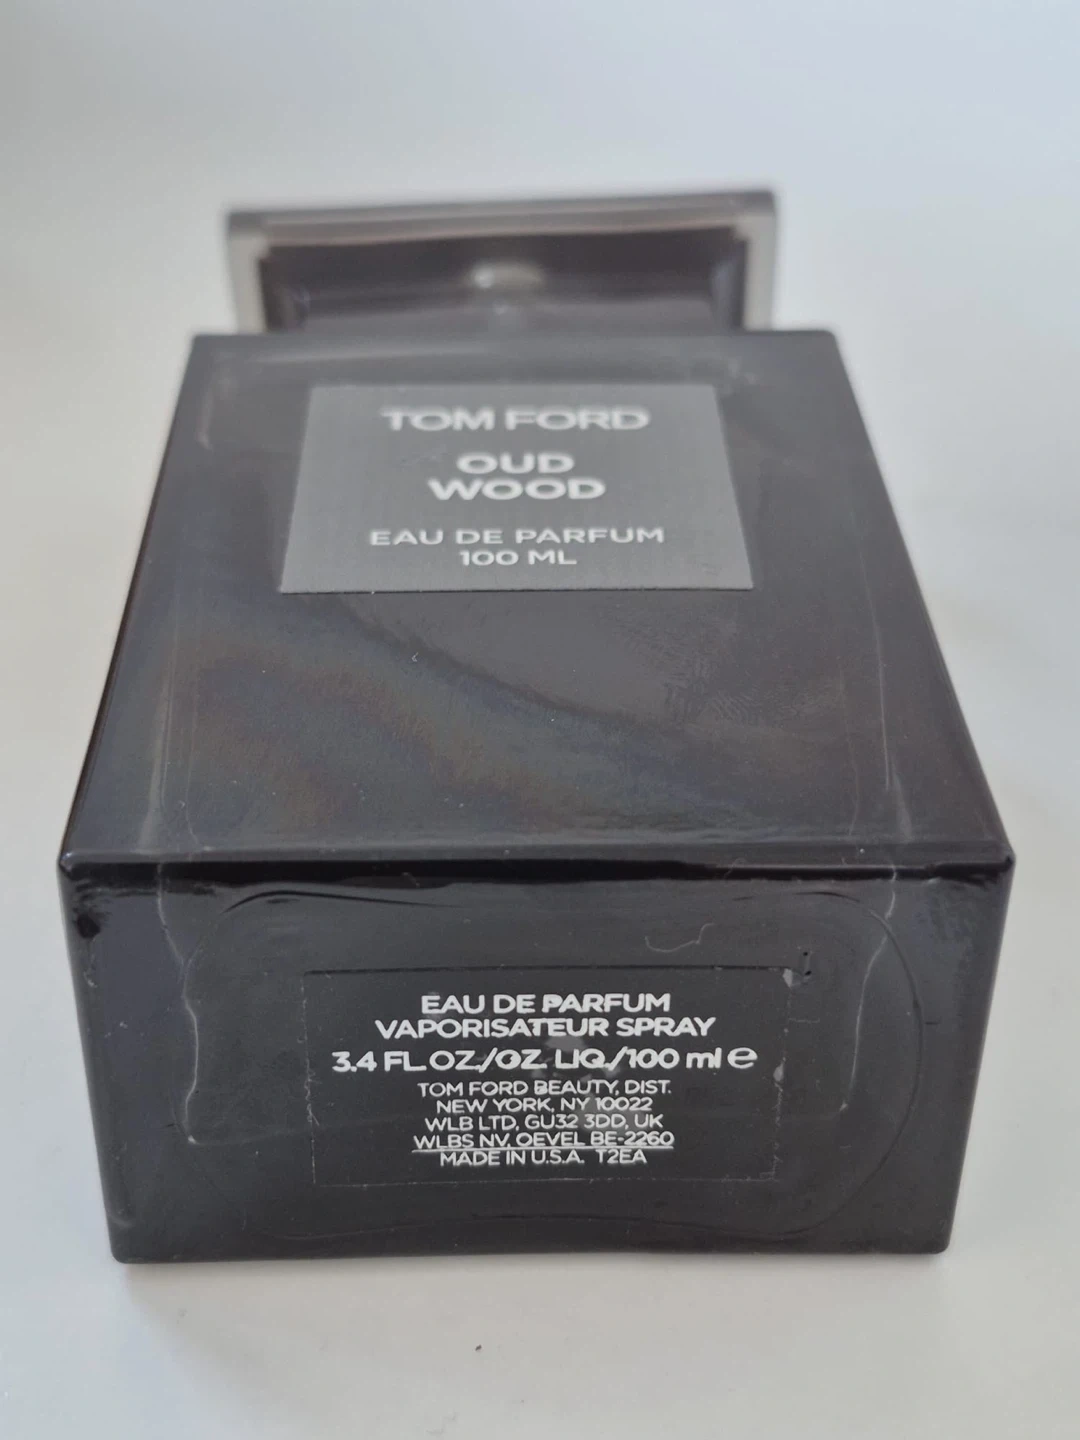 TOM FORD
OUD
WOOD
EAU DE PARFUM
100 ML
EAU DE PARFUM
VAPORISATEUR SPRAY
3.4 FL OZ/OZ LIQ/100 ml ℮
TOM FORD BEAUTY, DIST.
NEW YORK, NY 10022
WLB LTD, GU32 3DD, UK
WLBS NV, OEVEL BE-2260
MADE IN U.S.A. T2EA